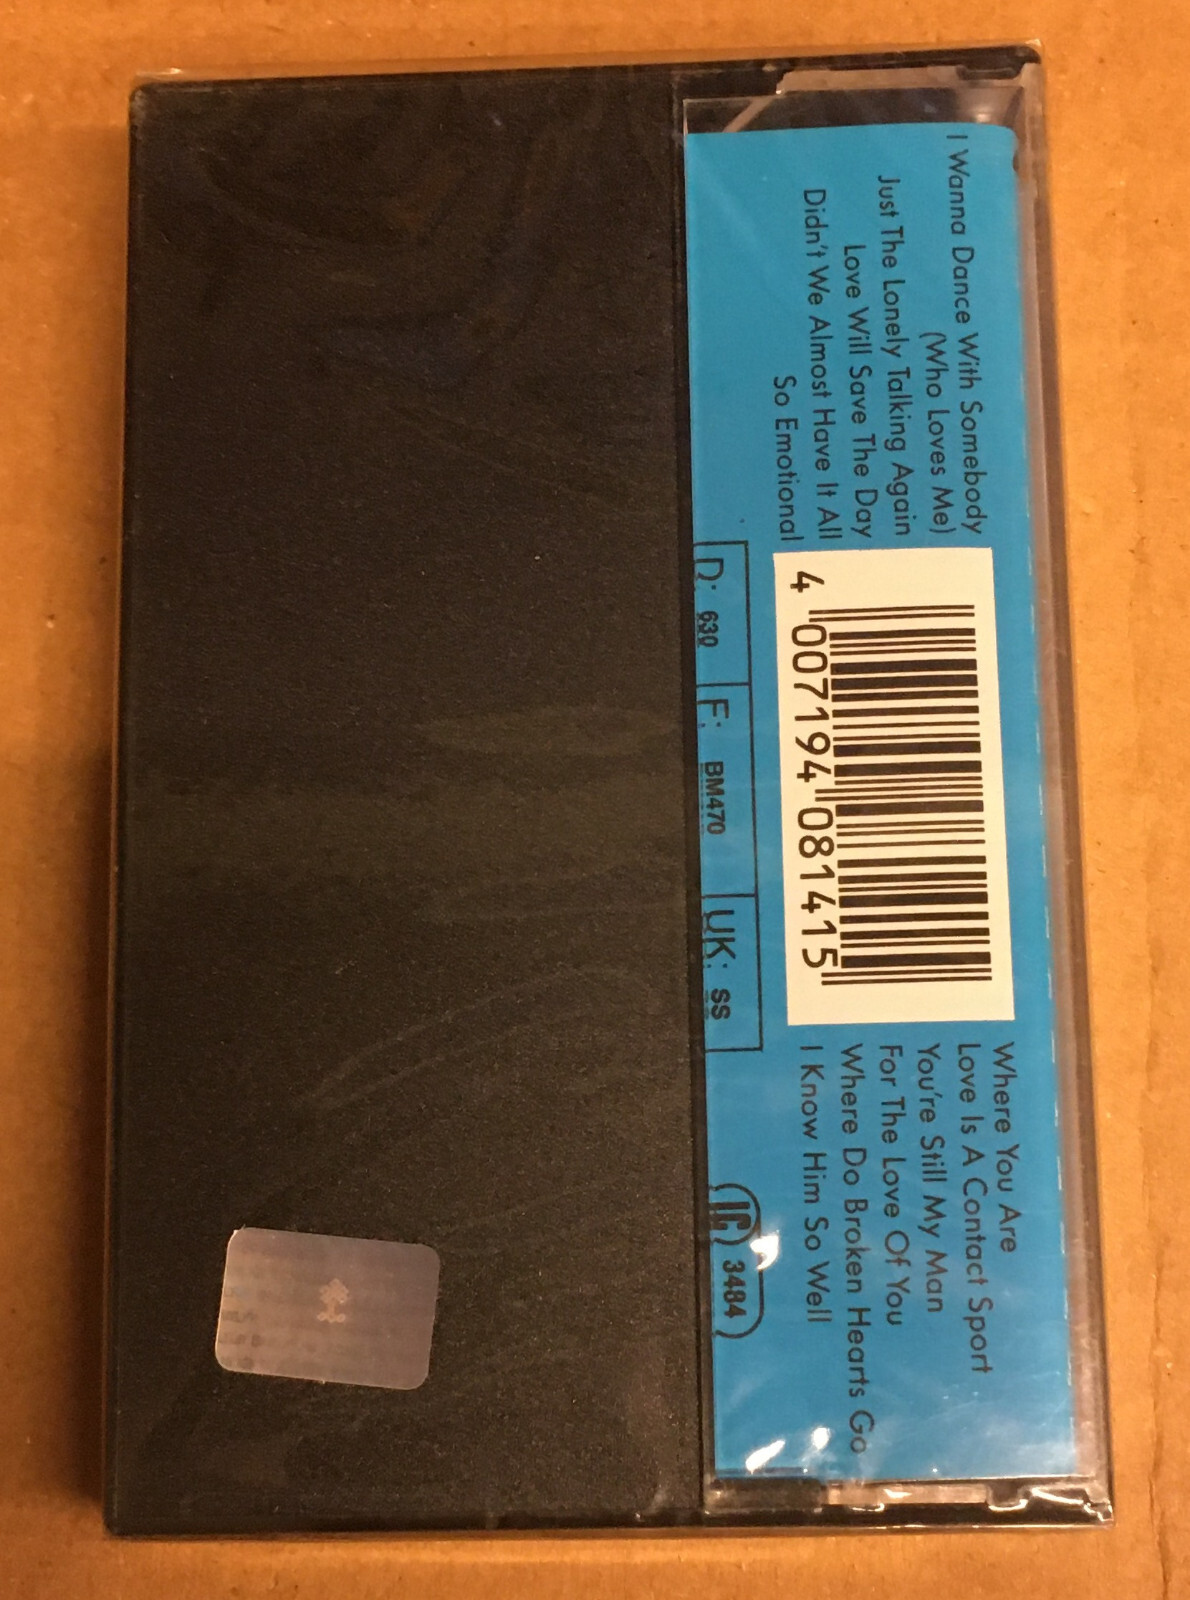 I Wanna Dance With Somebody
(Who Loves Me)
Just The Lonely Talking Again
Love Will Save The Day
Didn't We Almost Have It All
So Emotional
4 007194 081415
Where You Are
Love Is A Contact Sport
You're Still My Man
For The Love Of You
Where Do Broken Hearts Go
I Know Him So Well
D: 630
F: BM470
UK: SS
IC 3484